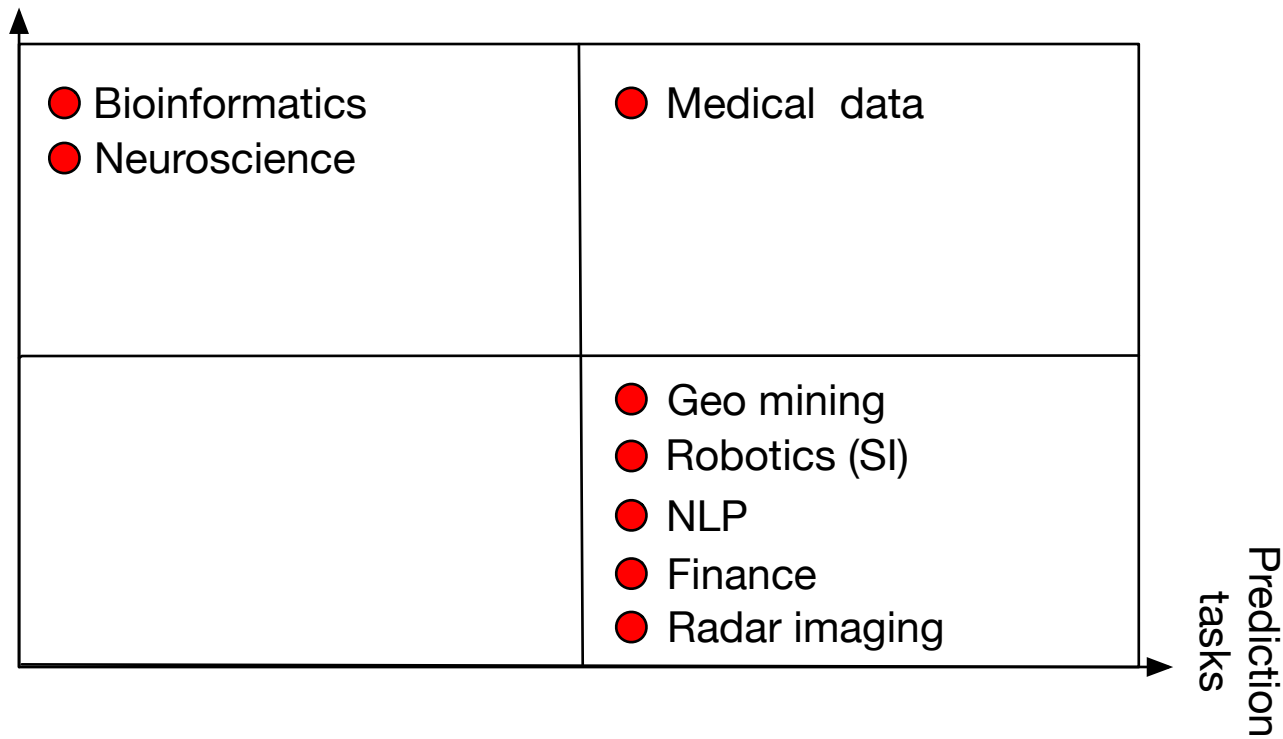 Bioinformatics
Neuroscience
Medical data
Geo mining
Robotics (SI)
NLP
Finance
Radar imaging
Prediction
tasks